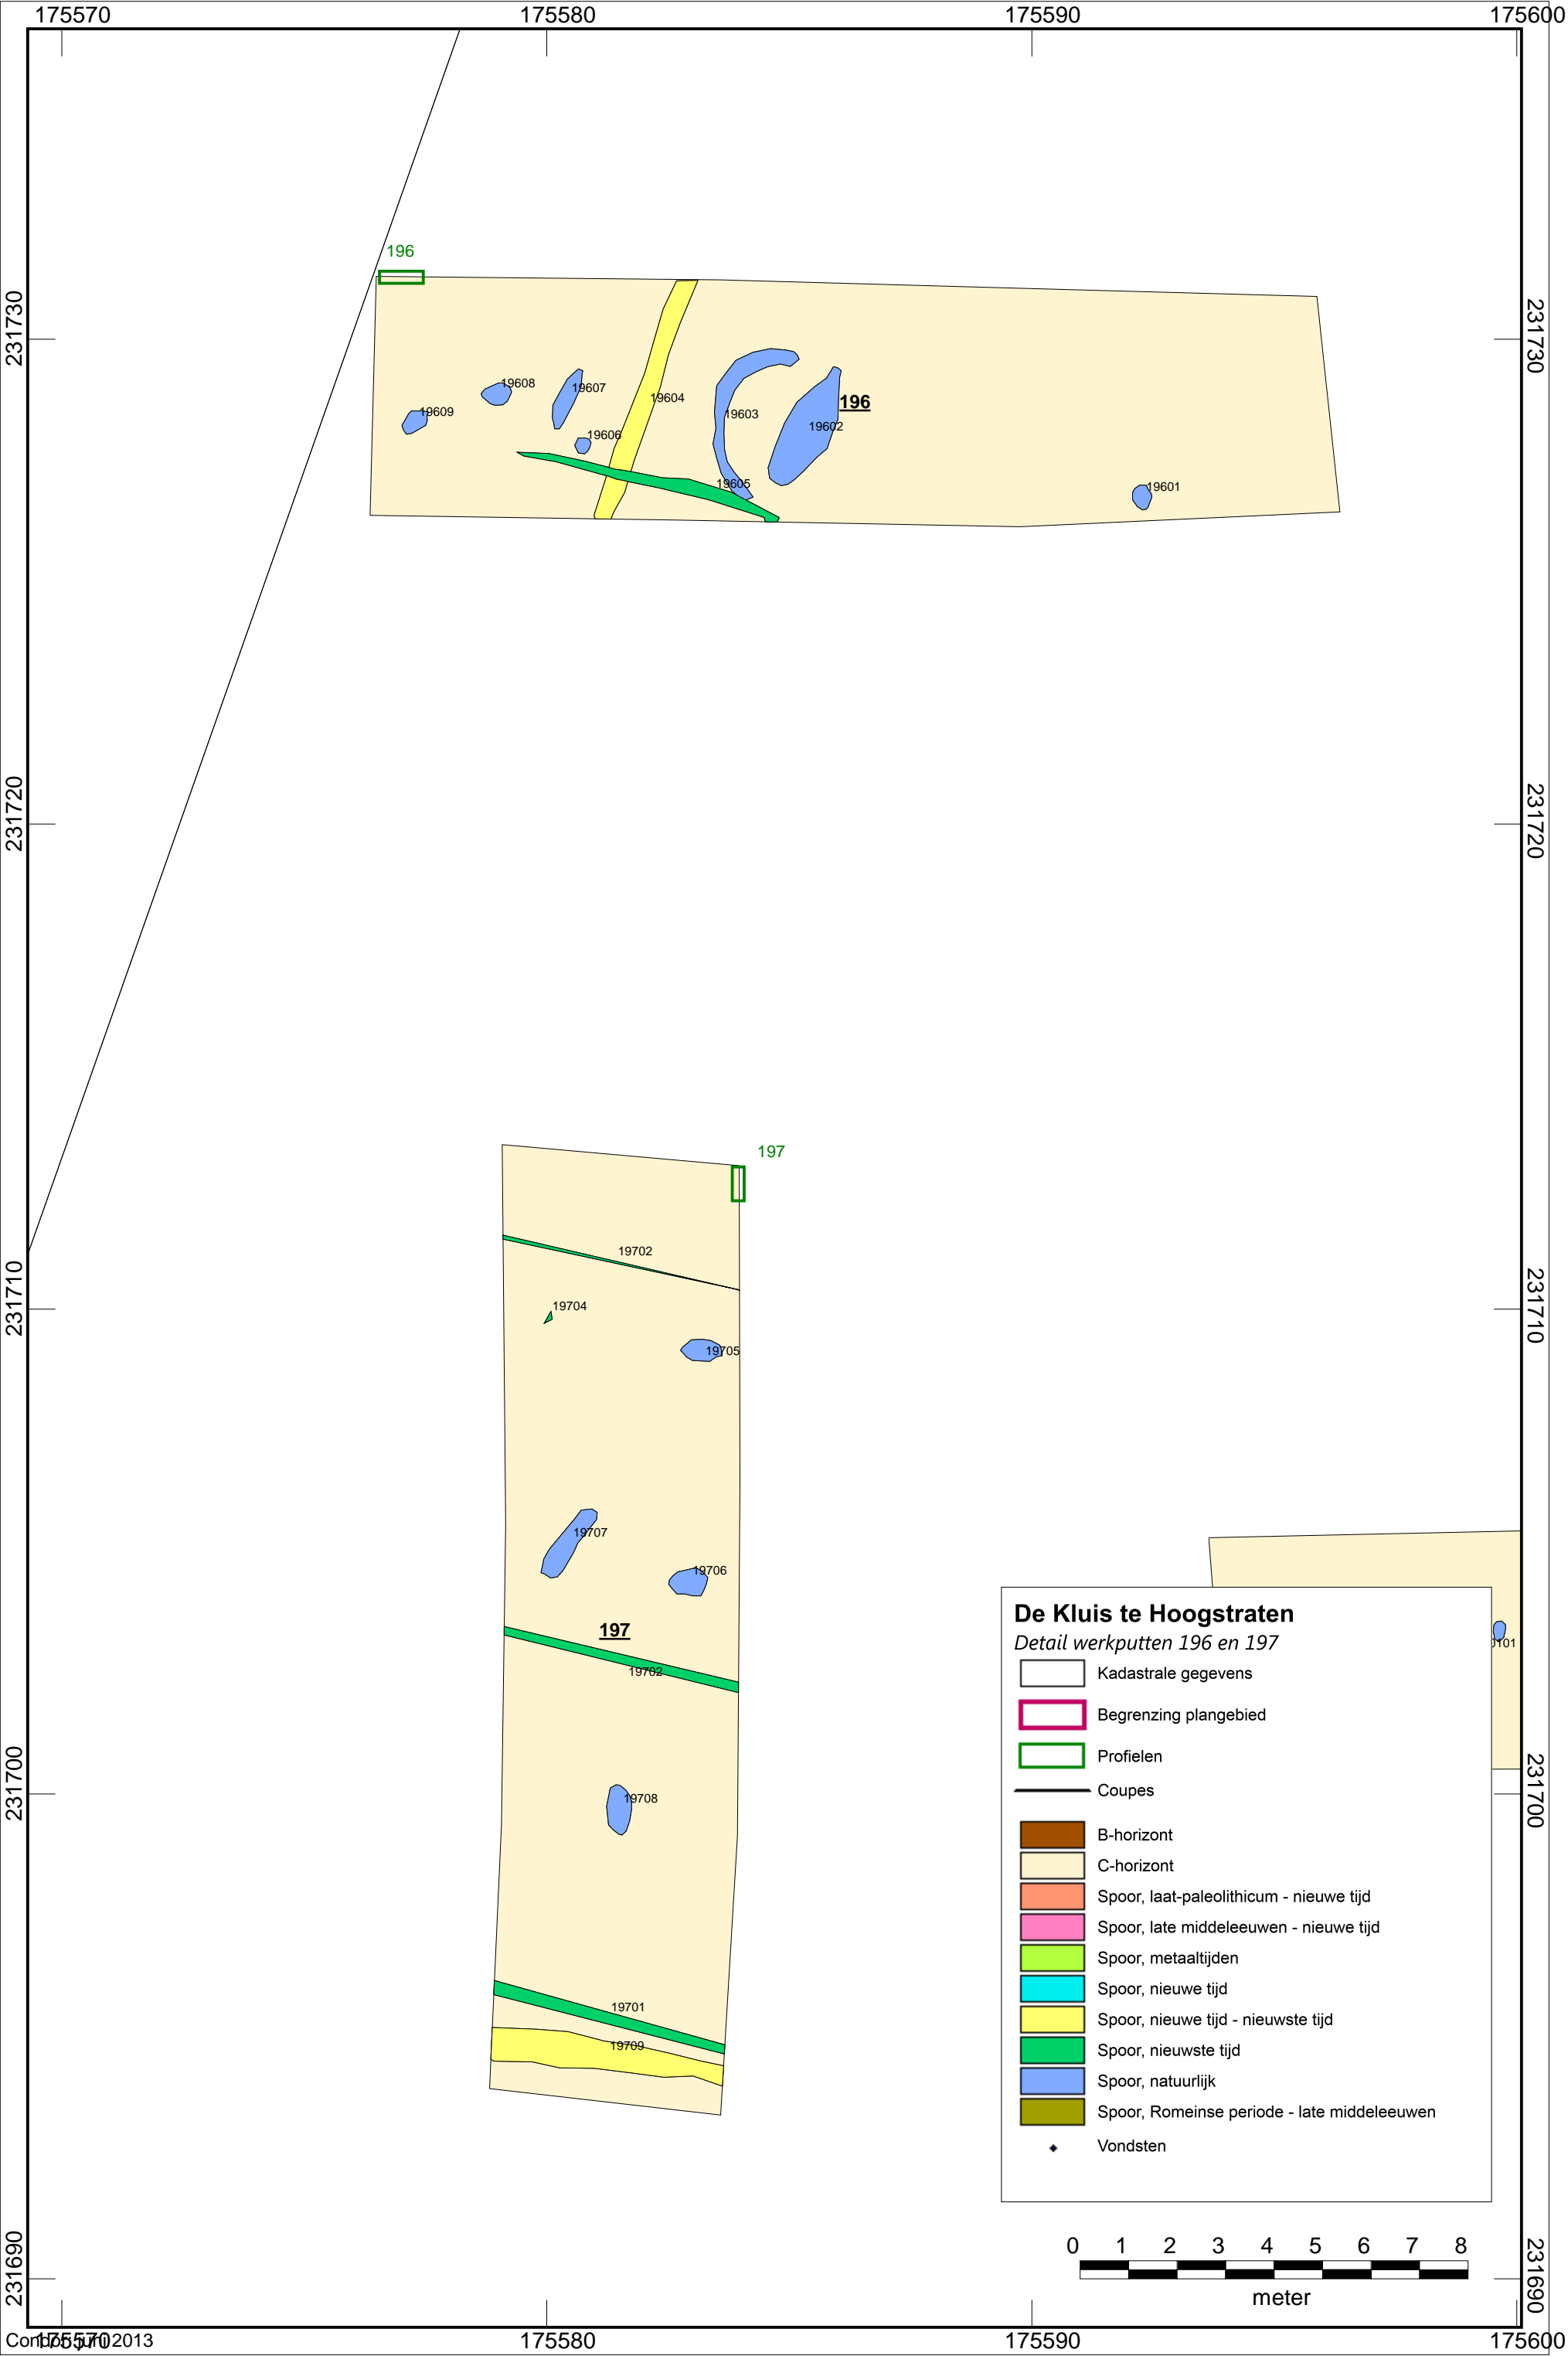 175570 175580 175590 175600
196
231730 231730
19608
19607
19604
196
19609
19603
19602
19606
19605
19601
231720 231720
197
19702
231710 231710
19704
19705
19707
19706
197
19702
De Kluis te Hoogstraten
Detail werkputten 196 en 197
Kadastrale gegevens
Begrenzing plangebied
Profielen
Coupes
B-horizont
C-horizont
Spoor, laat-paleolithicum - nieuwe tijd
Spoor, late middeleeuwen - nieuwe tijd
Spoor, metaaltijden
Spoor, nieuwe tijd
Spoor, nieuwe tijd - nieuwste tijd
Spoor, nieuwste tijd
Spoor, natuurlijk
Spoor, Romeinse periode - late middeleeuwen
Vondsten
231700 231700
19708
19701
19709
0 1 2 3 4 5 6 7 8
meter
231690 231690
175570 175580 175590 175600
juni 2013